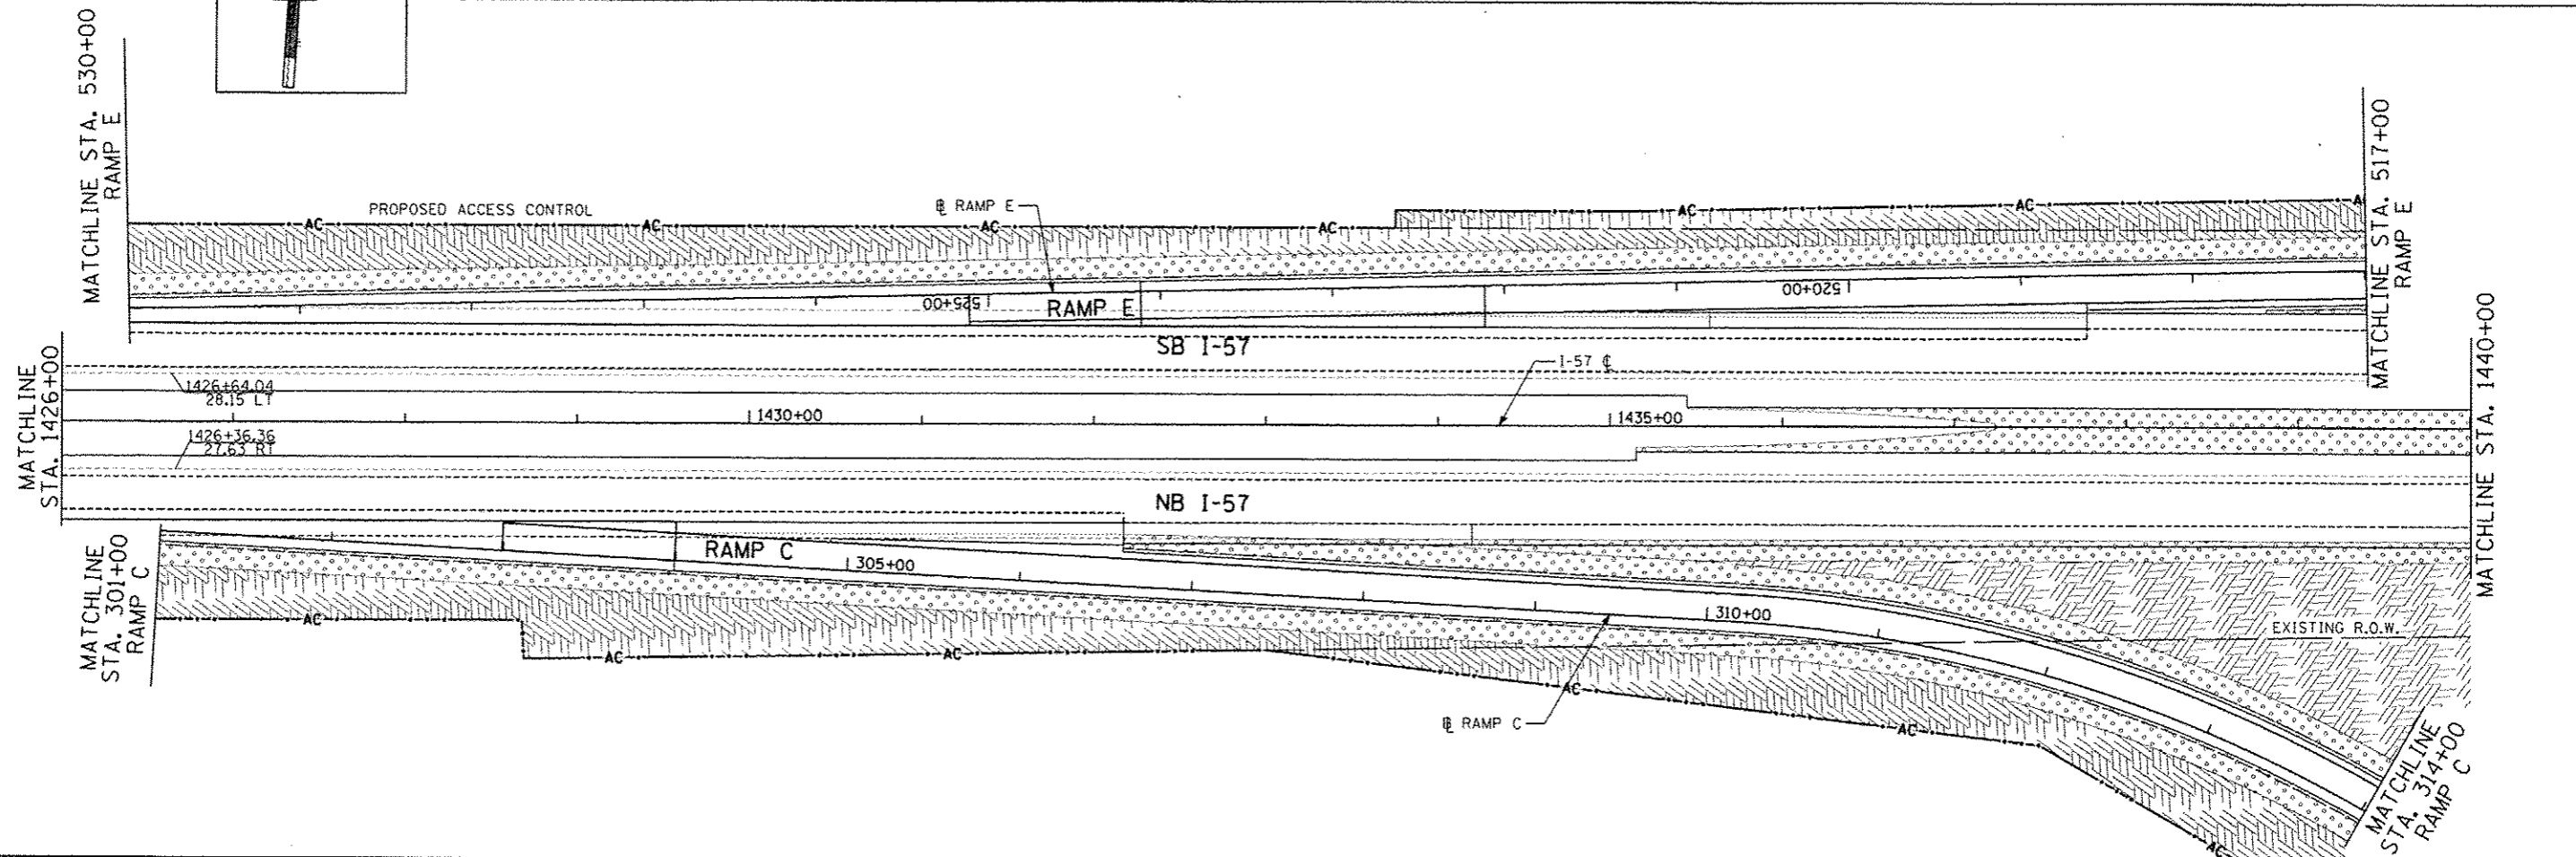 MATCHLINE STA. 530+00
RAMP E
PROPOSED ACCESS CONTROL
AC
AC
AC
AC
AC
AC
A
℄ RAMP E
MATCHLINE STA. 517+00
RAMP E
525+00
RAMP E
520+00
SB I-57
MATCHLINE
STA. 1426+00
1426+64.04
28.15 LT
I-57 ℄
1430+00
1435+00
1426+36.36
27.63 RT
MATCHLINE STA. 1440+00
NB I-57
MATCHLINE
STA. 301+00
RAMP C
RAMP C
305+00
310+00
EXISTING R.O.W.
AC
AC
AC
AC
AC
AC
℄ RAMP C
MATCHLINE
STA. 314+00
RAMP C